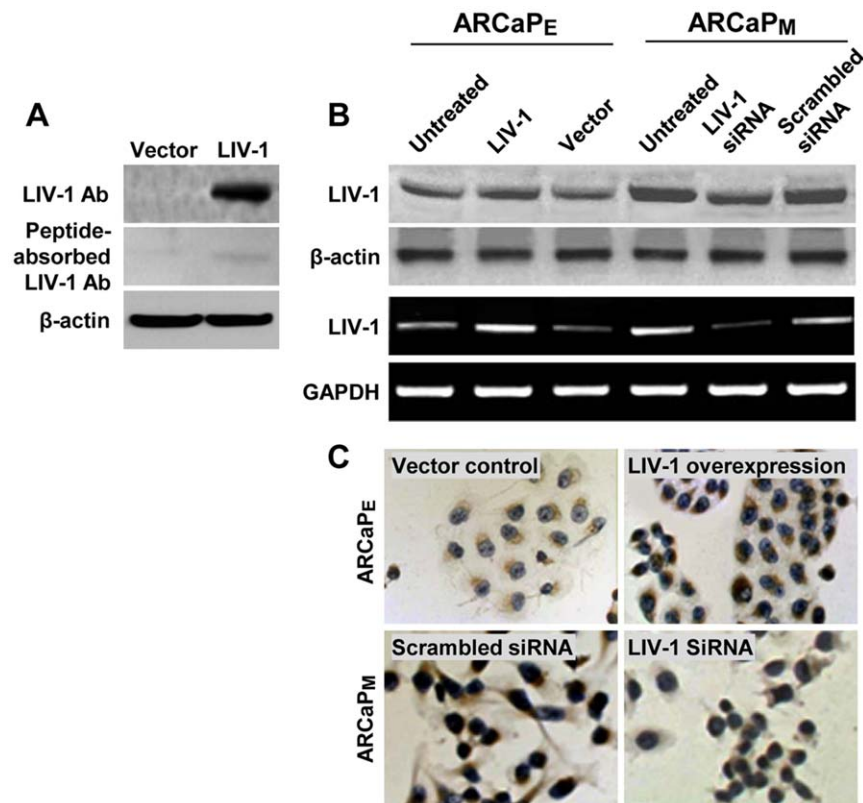 A
Vector LIV-1
LIV-1 Ab
Peptide-
absorbed
LIV-1 Ab
β-actin
B
ARCaPE ARCaPM
Untreated
LIV-1
Vector
Untreated
LIV-1
siRNA
Scrambled
siRNA
LIV-1
β-actin
LIV-1
GAPDH
C
ARCaPE
Vector control
LIV-1 overexpression
ARCaPM
Scrambled siRNA
LIV-1 SiRNA